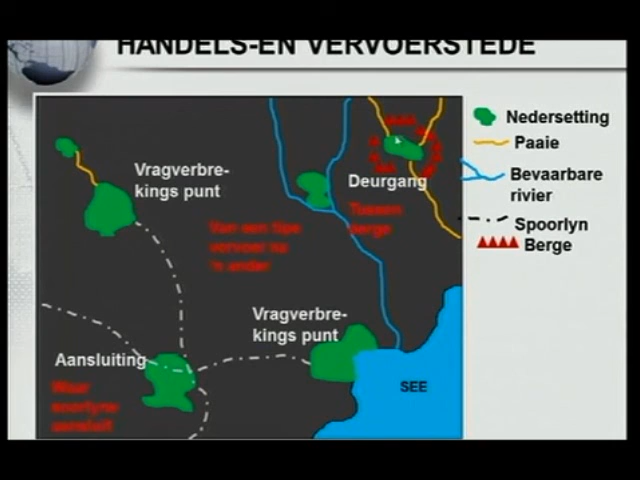 HANDELS-EN VERVOERSTEDE
Nedersetting
Paaie
Bevaarbare
rivier
Spoorlyn
Berge
Vragverbre-
kings punt
Deurgang
Tussen
berge
Van een tipe
vervoer na
'n ander
Vragverbre-
kings punt
Aansluiting
Waar
spoorlyne
aansluit
SEE